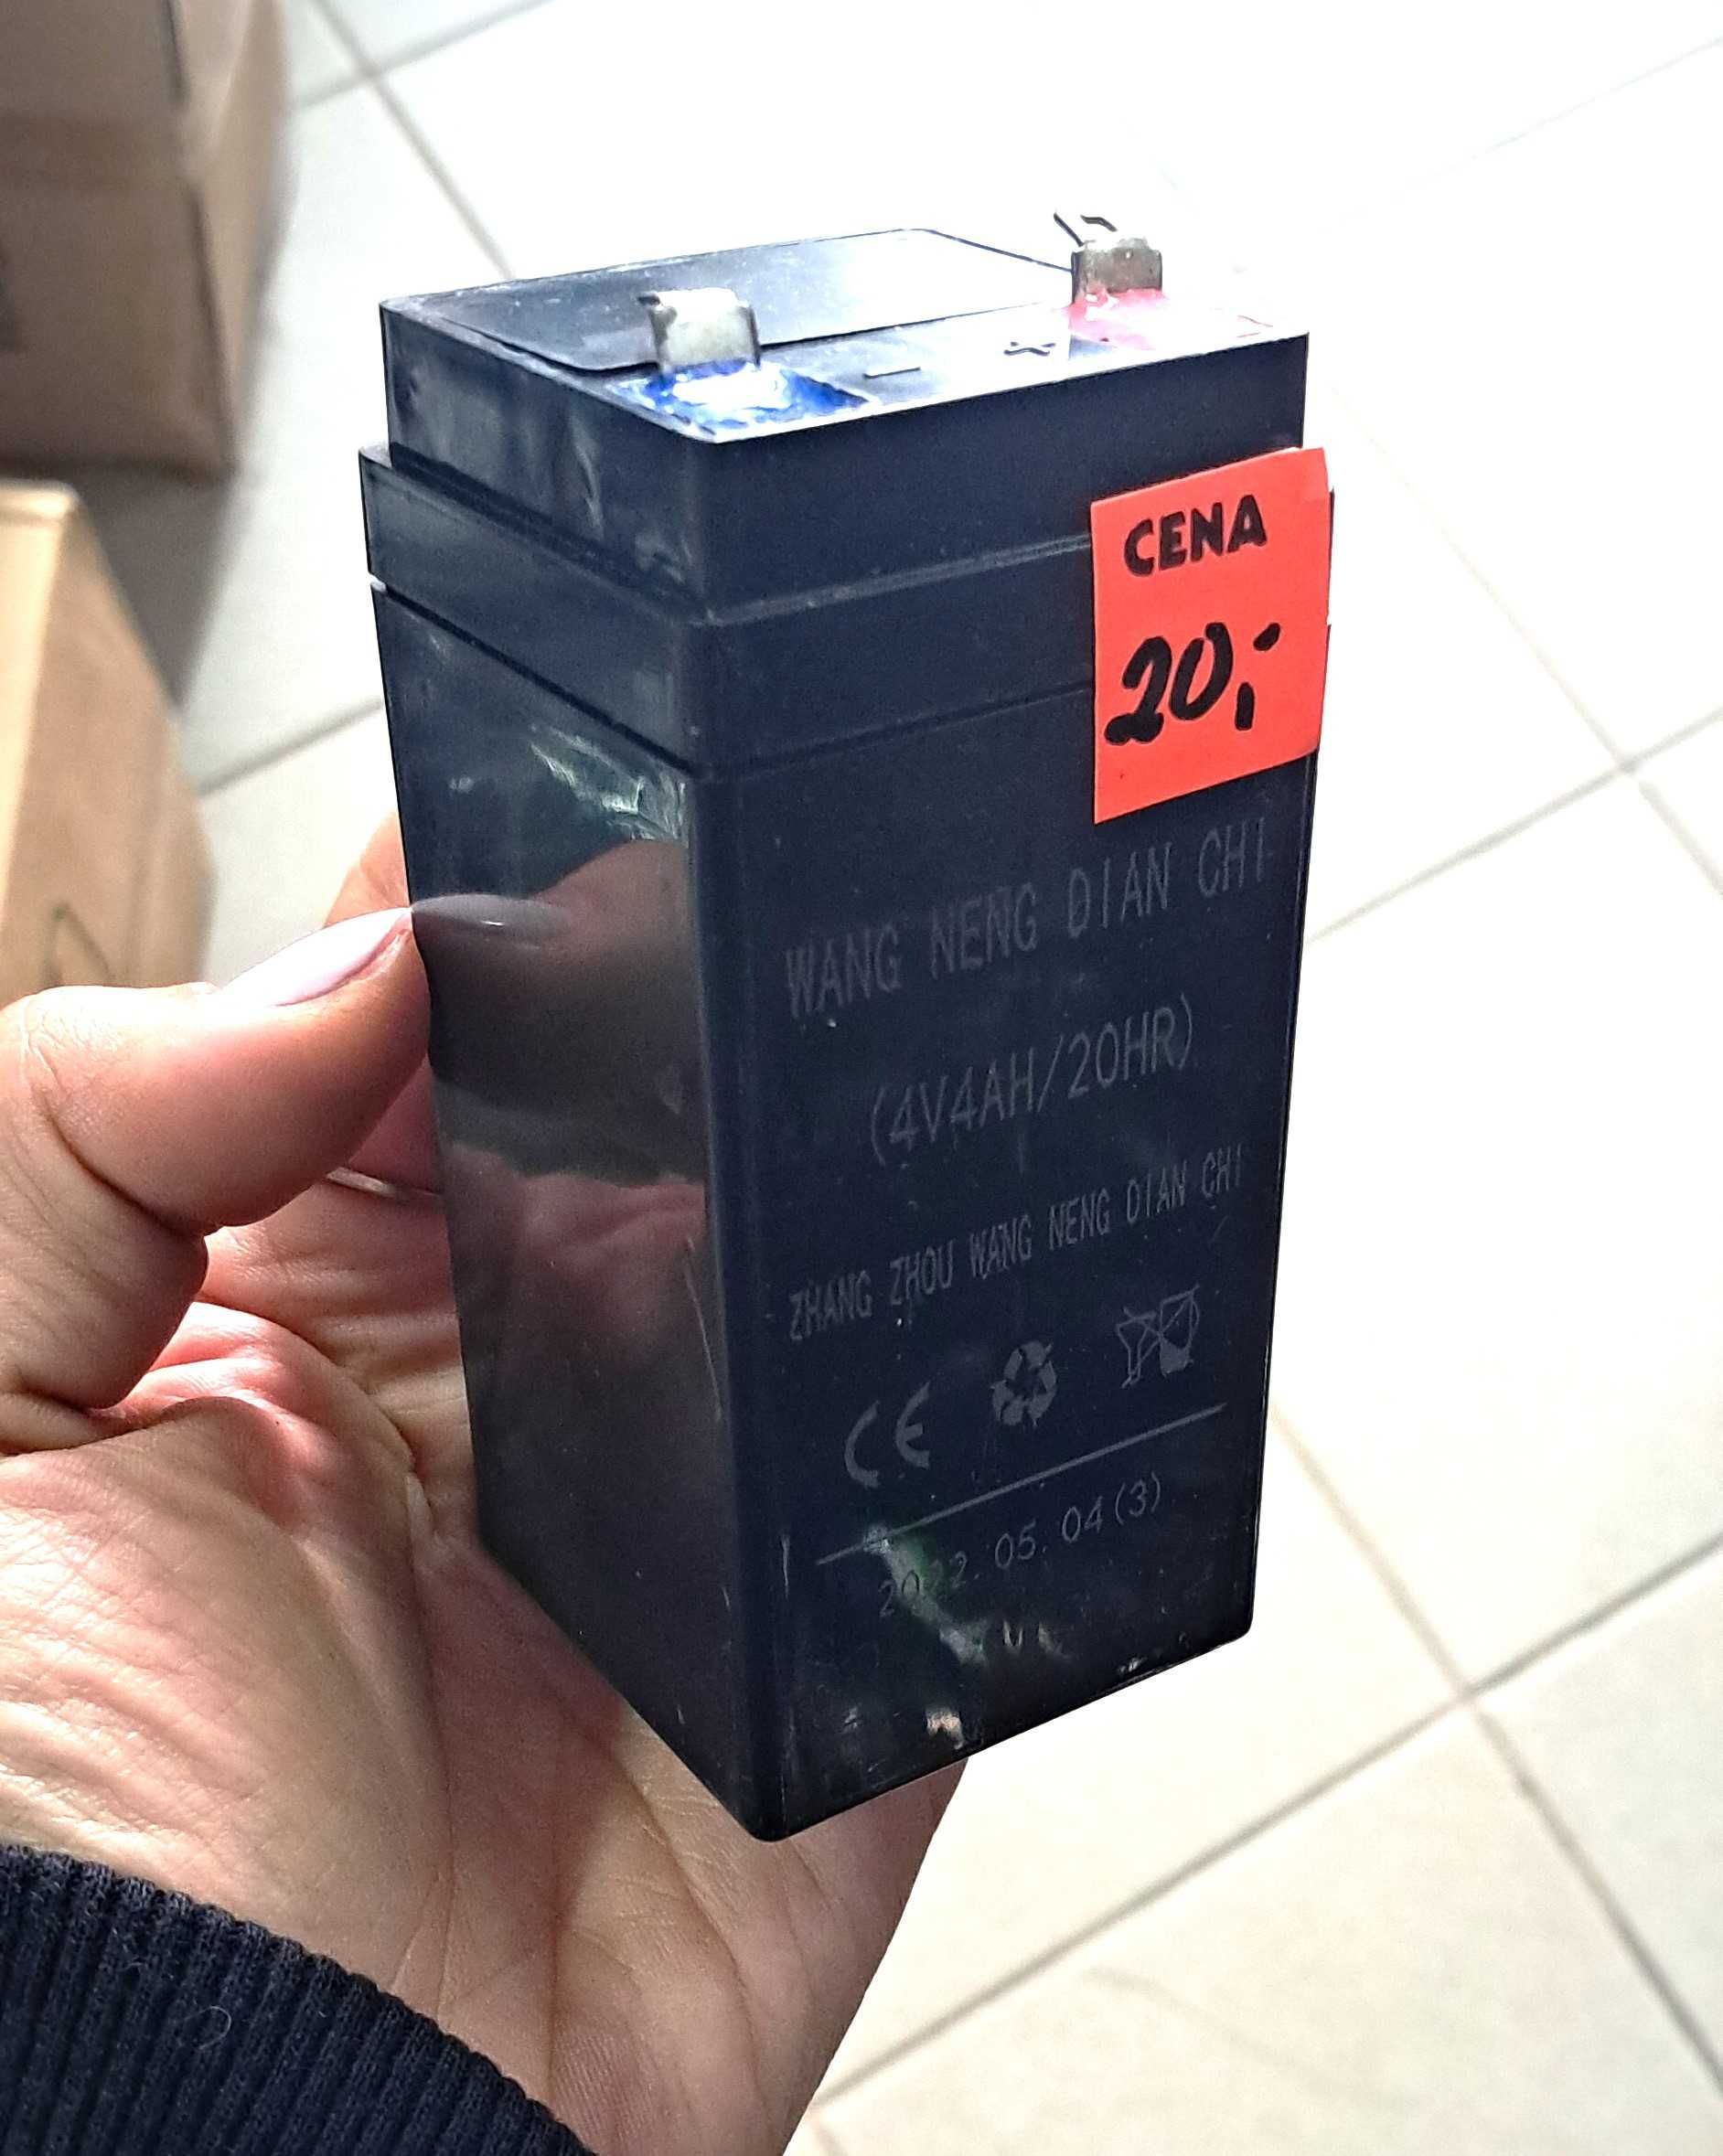 - +
CENA
20,-
WANG NENG DIAN CHI
(4V4AH/20HR)
ZHANG ZHOU WANG NENG DIAN CHI
CE
2022.05.04(3)